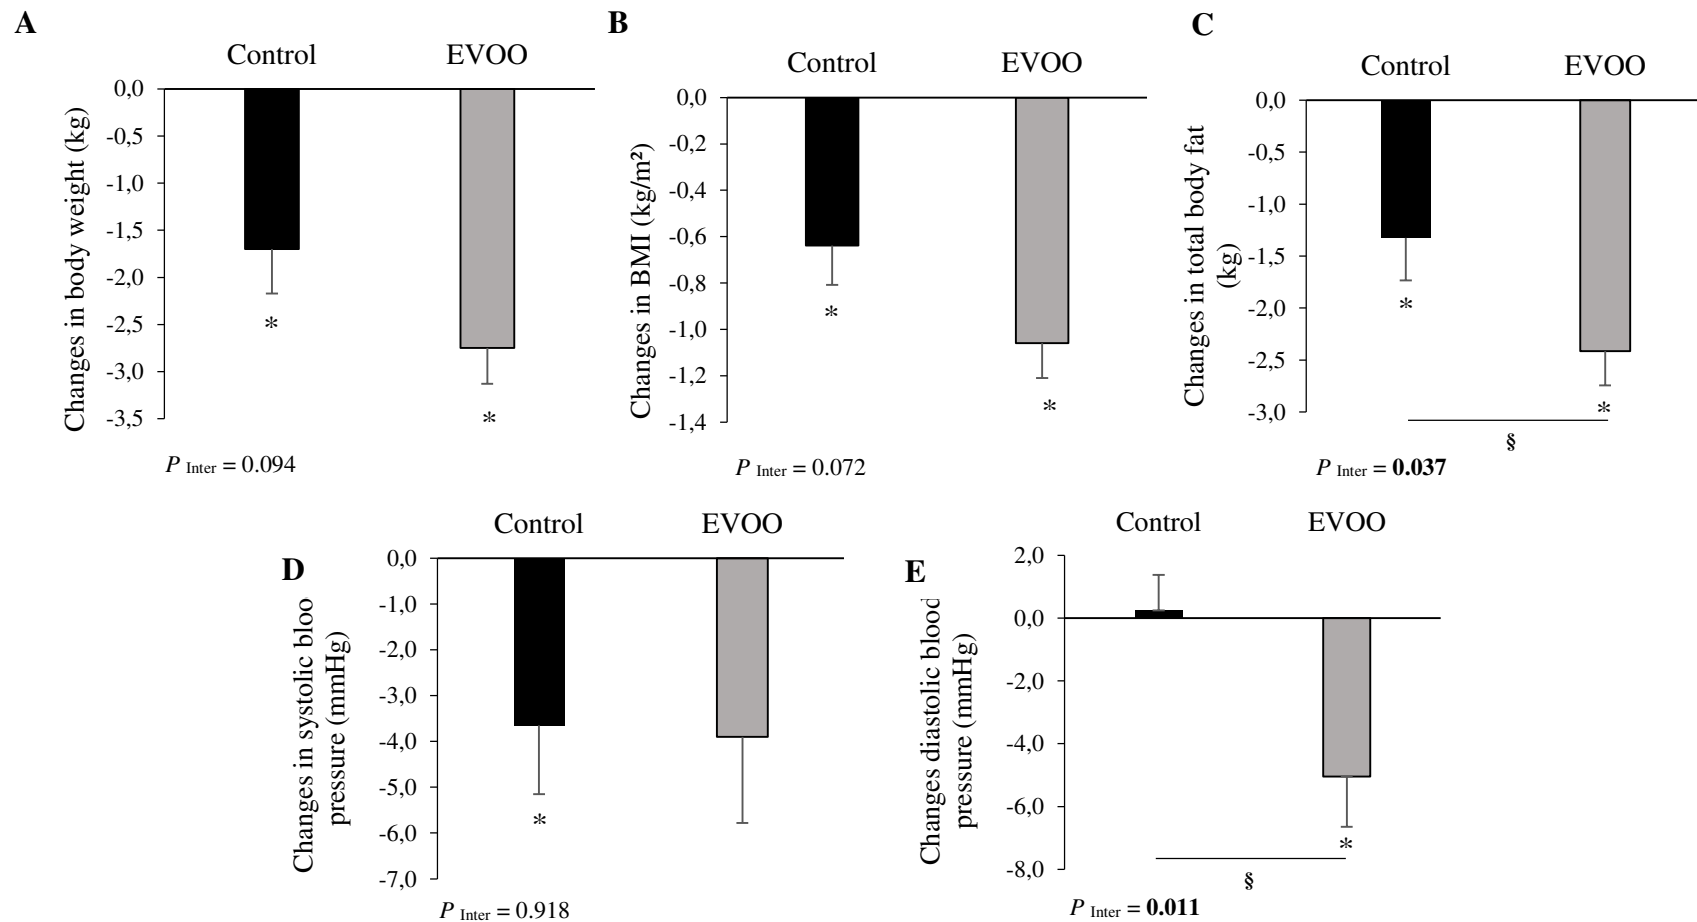 A
Control EVOO
0,0
-0,5
-1,0
-1,5
-2,0
-2,5
-3,0
-3,5
Changes in body weight (kg)
*
*
P Inter = 0.094
B
Control EVOO
0,0
-0,2
-0,4
-0,6
-0,8
-1,0
-1,2
-1,4
Changes in BMI (kg/m²)
*
*
P Inter = 0.072
C
Control EVOO
0,0
-0,5
-1,0
-1,5
-2,0
-2,5
-3,0
Changes in total body fat
(kg)
*
*
§
P Inter = 0.037
D
Control EVOO
0,0
-1,0
-2,0
-3,0
-4,0
-5,0
-6,0
-7,0
Changes in systolic bloo
pressure (mmHg)
*
P Inter = 0.918
E
Control EVOO
2,0
0,0
-2,0
-4,0
-6,0
-8,0
Changes diastolic blood
pressure (mmHg)
*
§
P Inter = 0.011